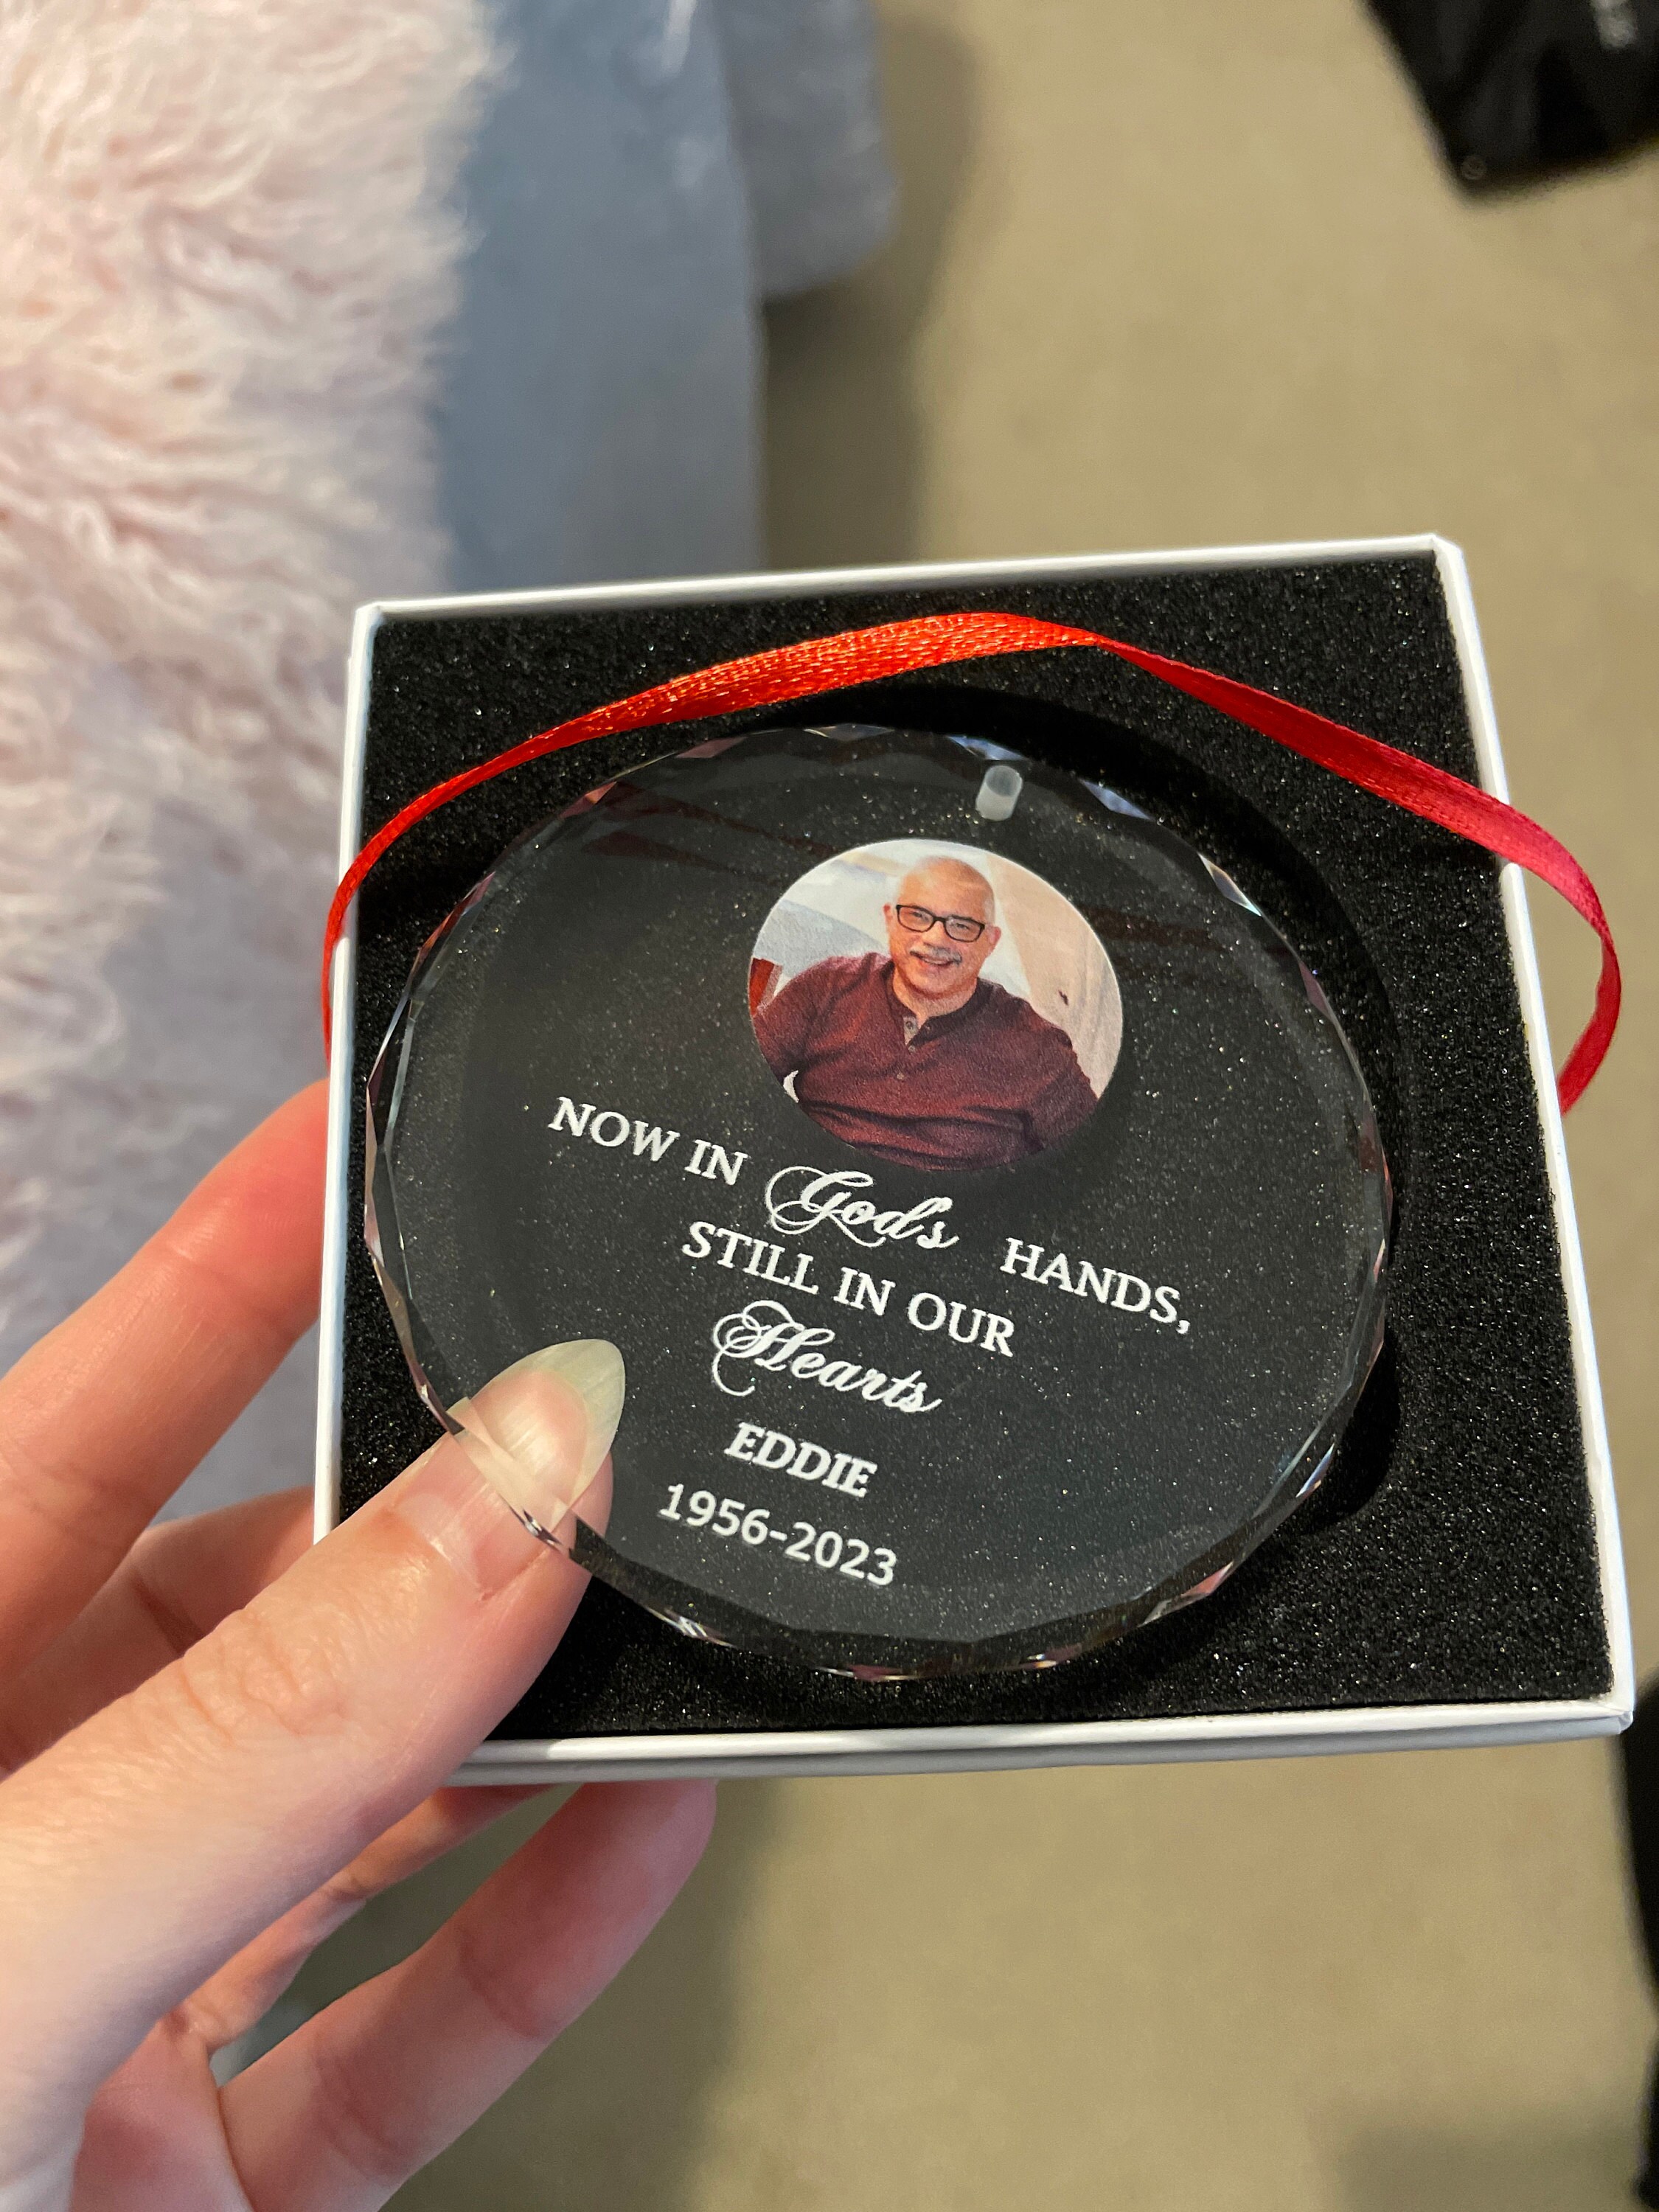 NOW IN God's HANDS,
STILL IN OUR
Hearts
EDDIE
1956-2023